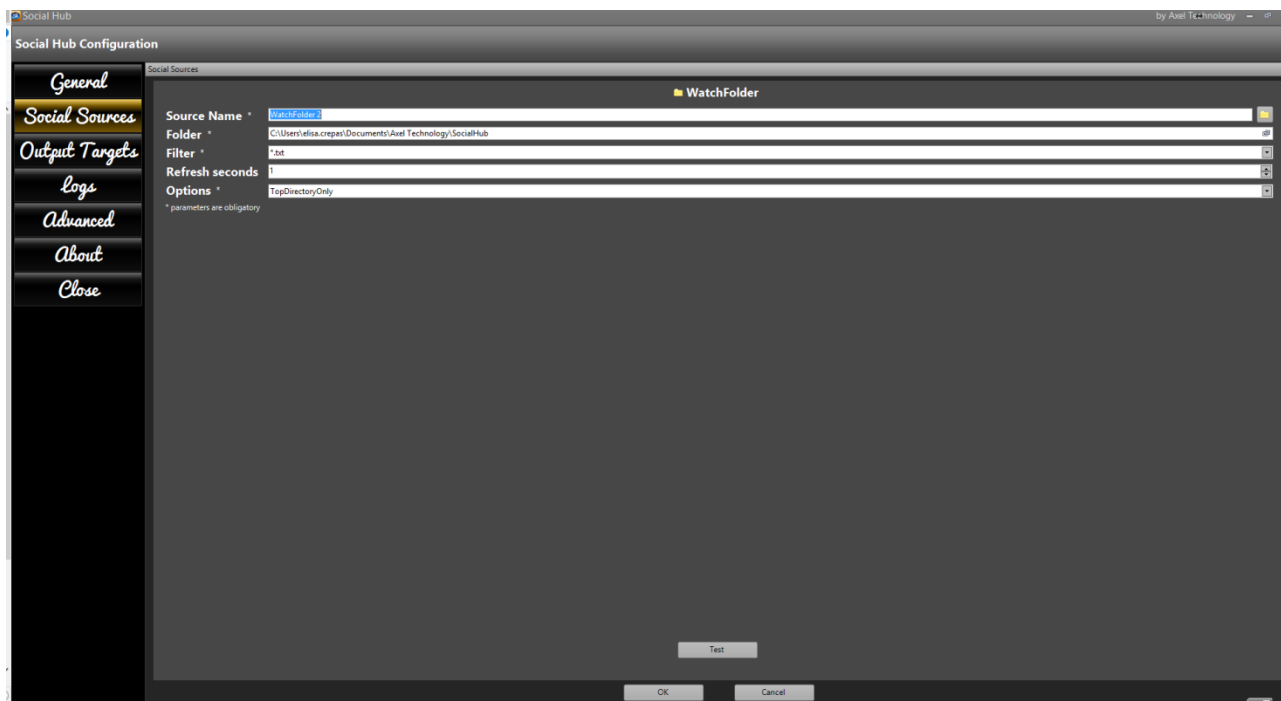 Social Hub by Axel Technology
Social Hub Configuration
General
Social Sources
Output Targets
Logs
Advanced
About
Close
Social Sources
WatchFolder
Source Name * WatchFolder 2
Folder * C:\Users\elisa.crepas\Documents\Axel Technology\SocialHub
Filter * *.txt
Refresh seconds 1
Options * TopDirectoryOnly
* parameters are obligatory
Test
OK Cancel